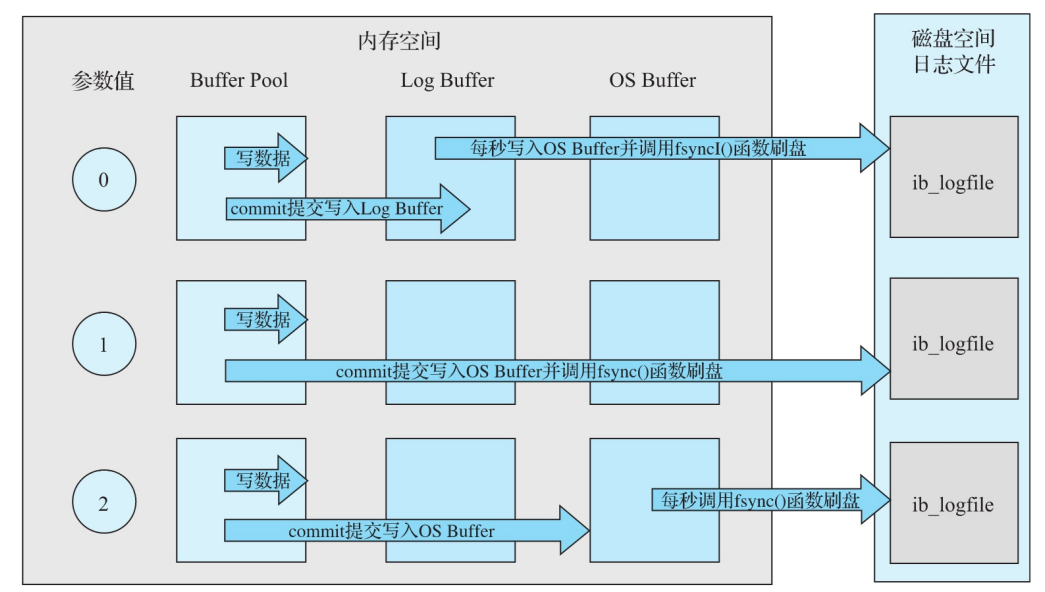 内存空间
磁盘空间
日志文件
参数值
Buffer Pool
Log Buffer
OS Buffer
0
写数据
每秒写入OS Buffer并调用fsyncI()函数刷盘
commit提交写入Log Buffer
ib_logfile
1
写数据
commit提交写入OS Buffer并调用fsync()函数刷盘
ib_logfile
2
写数据
每秒调用fsync()函数刷盘
commit提交写入OS Buffer
ib_logfile